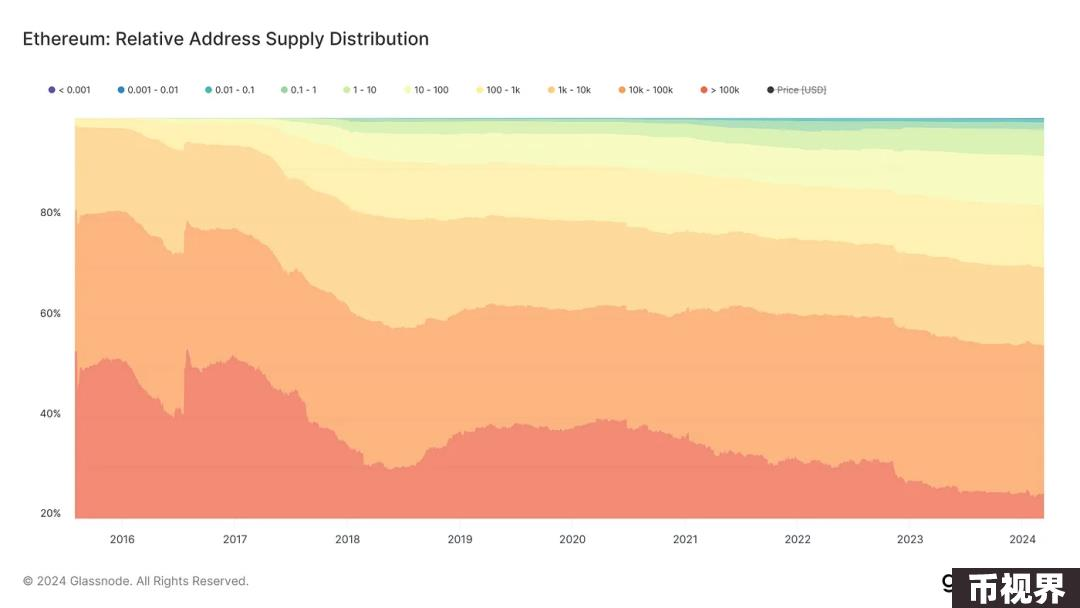 Ethereum: Relative Address Supply Distribution
< 0.001 0.001 - 0.01 0.01 - 0.1 0.1 - 1 1 - 10 10 - 100 100 - 1k 1k - 10k 10k - 100k > 100k Price [USD]
80%
60%
40%
20%
2016 2017 2018 2019 2020 2021 2022 2023 2024
© 2024 Glassnode. All Rights Reserved.
币视界